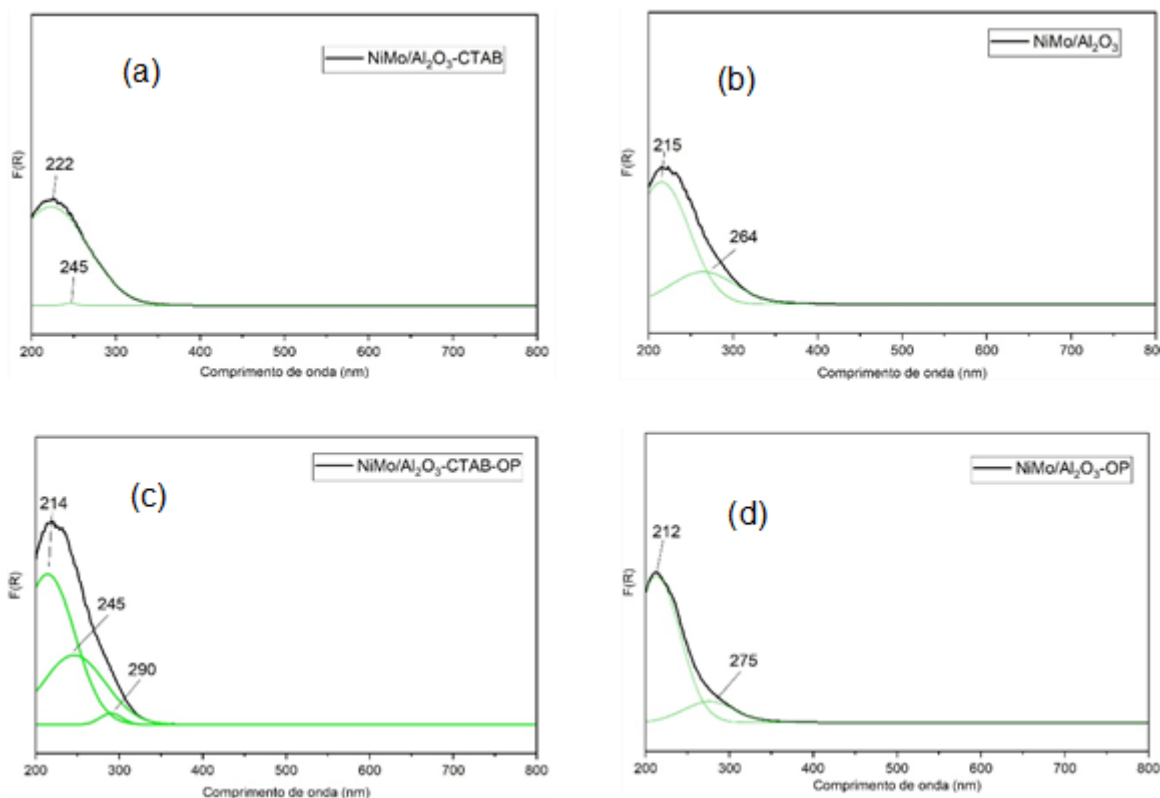 NiMo/Al₂O₃-CTAB
(a)
222
245
F(R)
200 300 400 500 600 700 800
Comprimento de onda (nm)
NiMo/Al₂O₃
(b)
215
264
F(R)
200 300 400 500 600 700 800
Comprimento de onda (nm)
NiMo/Al₂O₃-CTAB-OP
(c)
214
245
290
F(R)
200 300 400 500 600 700 800
Comprimento de onda (nm)
NiMo/Al₂O₃-OP
(d)
212
275
F(R)
200 300 400 500 600 700 800
Comprimento de onda (nm)